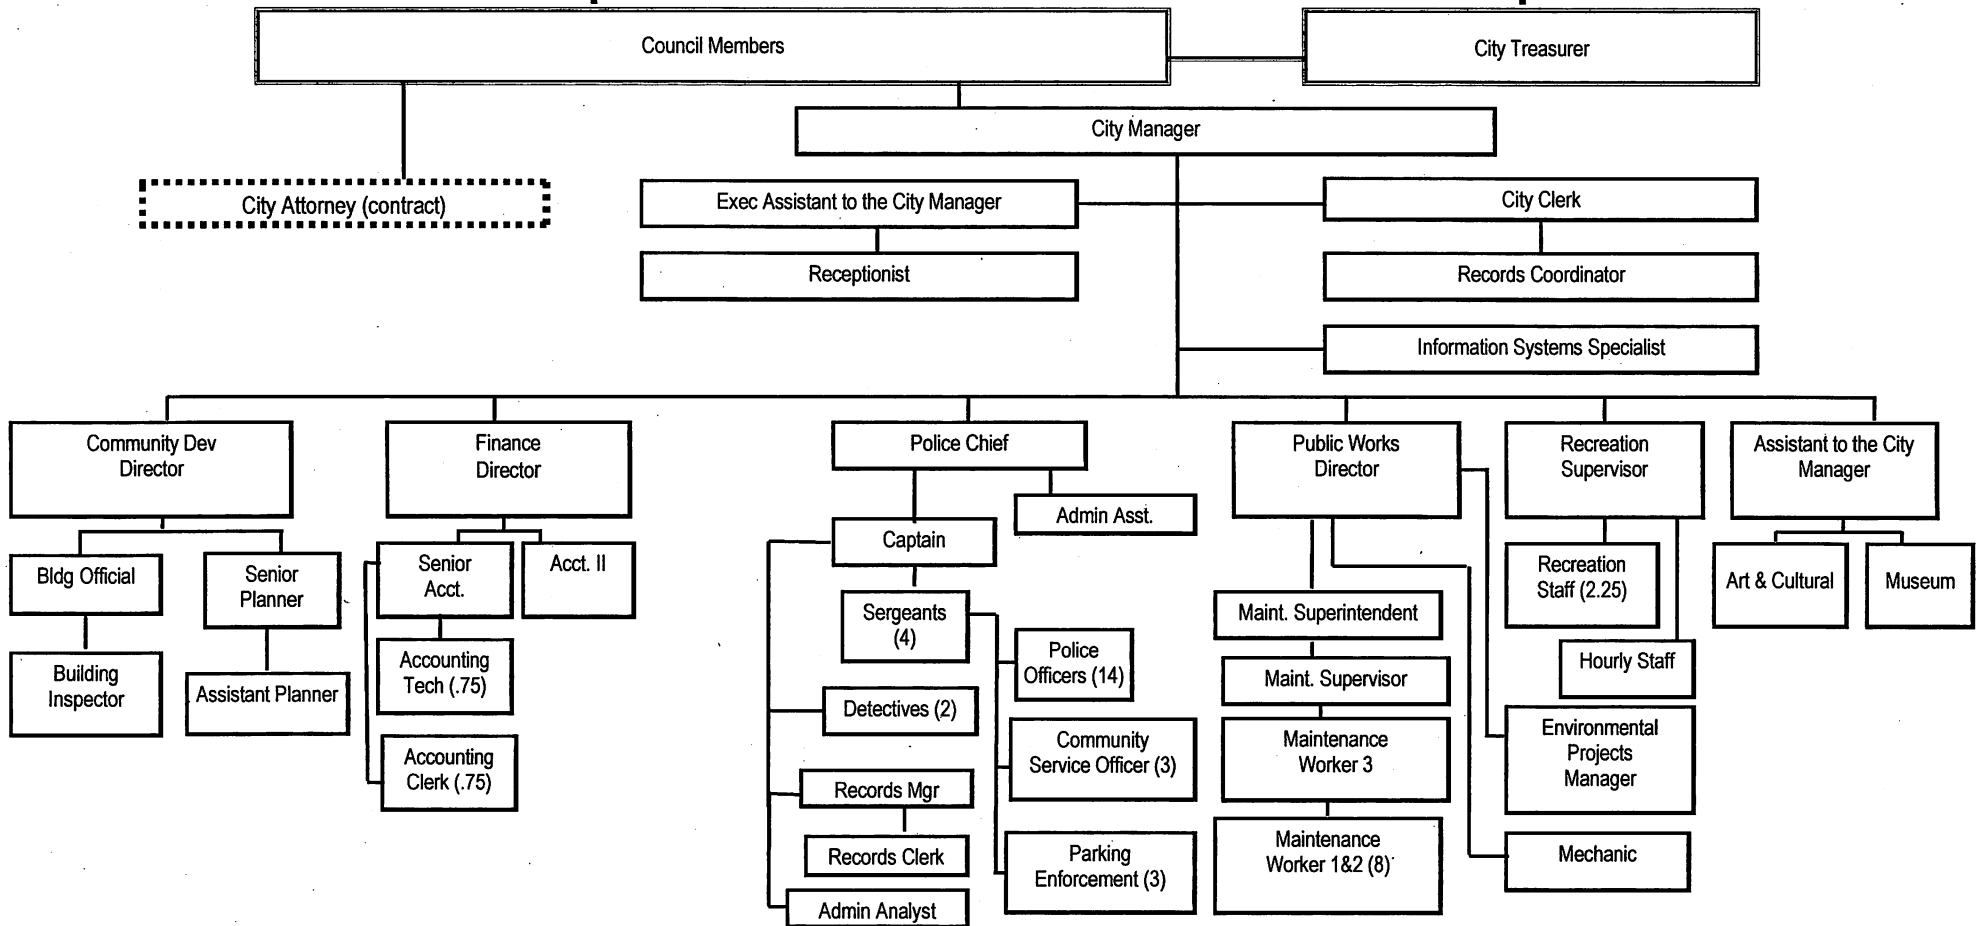 Council Members
City Treasurer
City Manager
City Attorney (contract)
Exec Assistant to the City Manager
City Clerk
Receptionist
Records Coordinator
Information Systems Specialist
Community Dev
Director
Finance
Director
Police Chief
Public Works
Director
Recreation
Supervisor
Assistant to the City
Manager
Admin Asst.
Captain
Bldg Official
Senior
Planner
Senior
Acct.
Acct. II
Recreation
Staff (2.25)
Art & Cultural
Museum
Sergeants
(4)
Maint. Superintendent
Building
Inspector
Assistant Planner
Accounting
Tech (.75)
Police
Officers (14)
Maint. Supervisor
Hourly Staff
Detectives (2)
Accounting
Clerk (.75)
Community
Service Officer (3)
Maintenance
Worker 3
Environmental
Projects
Manager
Records Mgr
Records Clerk
Parking
Enforcement (3)
Maintenance
Worker 1&2 (8)
Mechanic
Admin Analyst